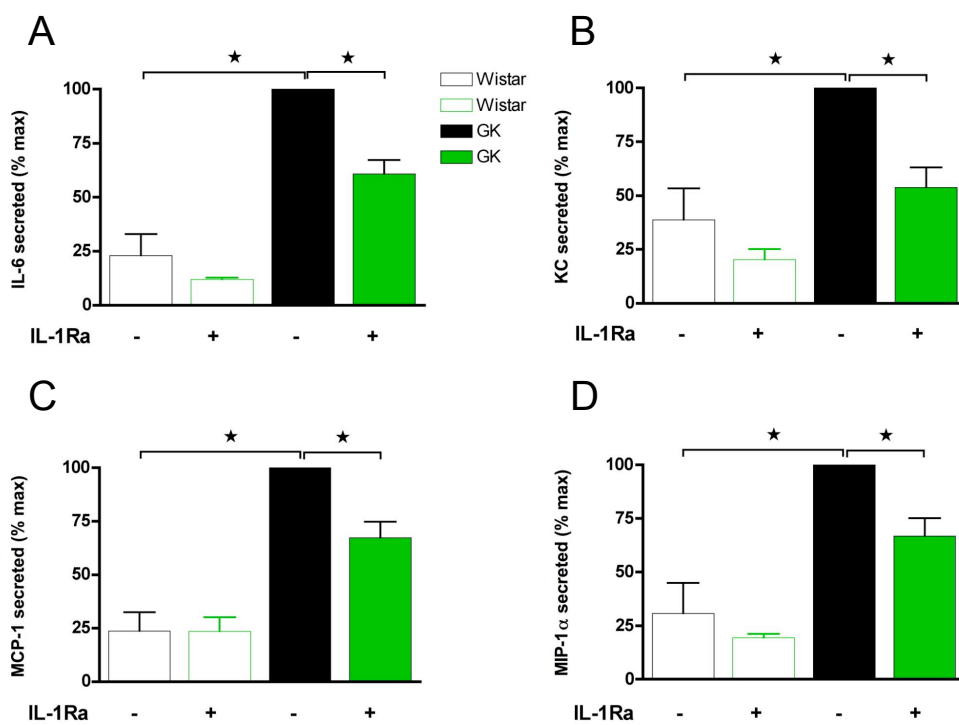 A
IL-6 secreted (% max)
100
75
50
25
0
★ ★
IL-1Ra - + - +
Wistar
Wistar
GK
GK
B
KC secreted (% max)
100
75
50
25
0
★ ★
IL-1Ra - + - +
C
MCP-1 secreted (% max)
100
75
50
25
0
★ ★
IL-1Ra - + - +
D
MIP-1α secreted (% max)
100
75
50
25
0
★ ★
IL-1Ra - + - +